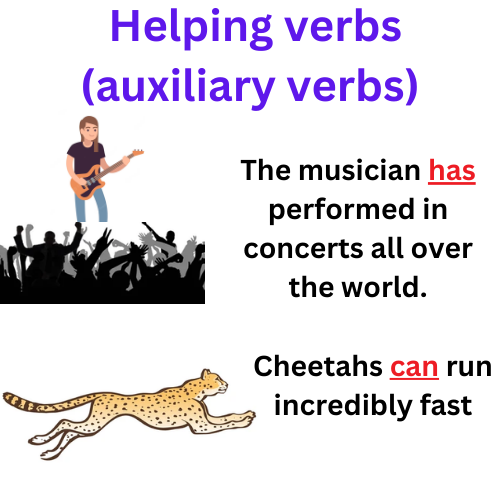 Helping verbs
(auxiliary verbs)
The musician has
performed in
concerts all over
the world.
Cheetahs can run
incredibly fast